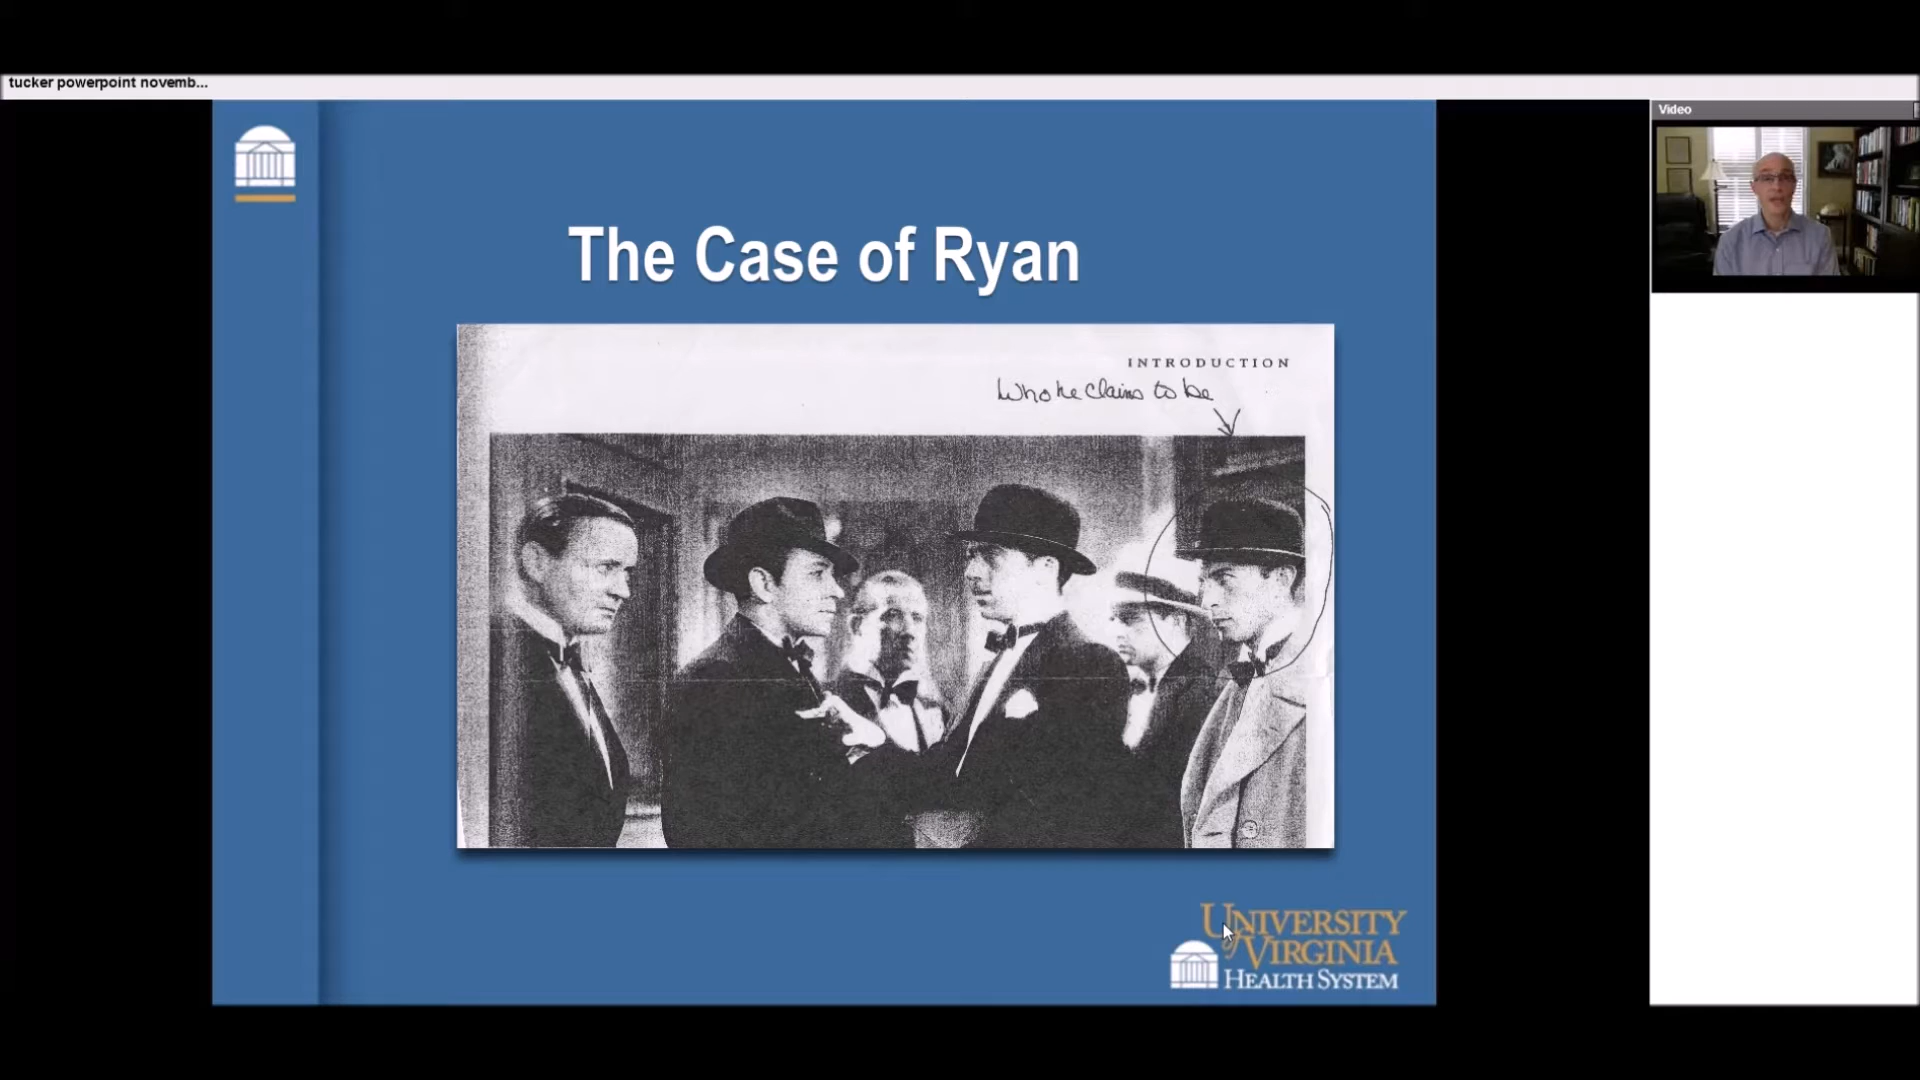 tucker powerpoint novemb...
Video
The Case of Ryan
INTRODUCTION
Who he claims to be
UNIVERSITY
of VIRGINIA
HEALTH SYSTEM